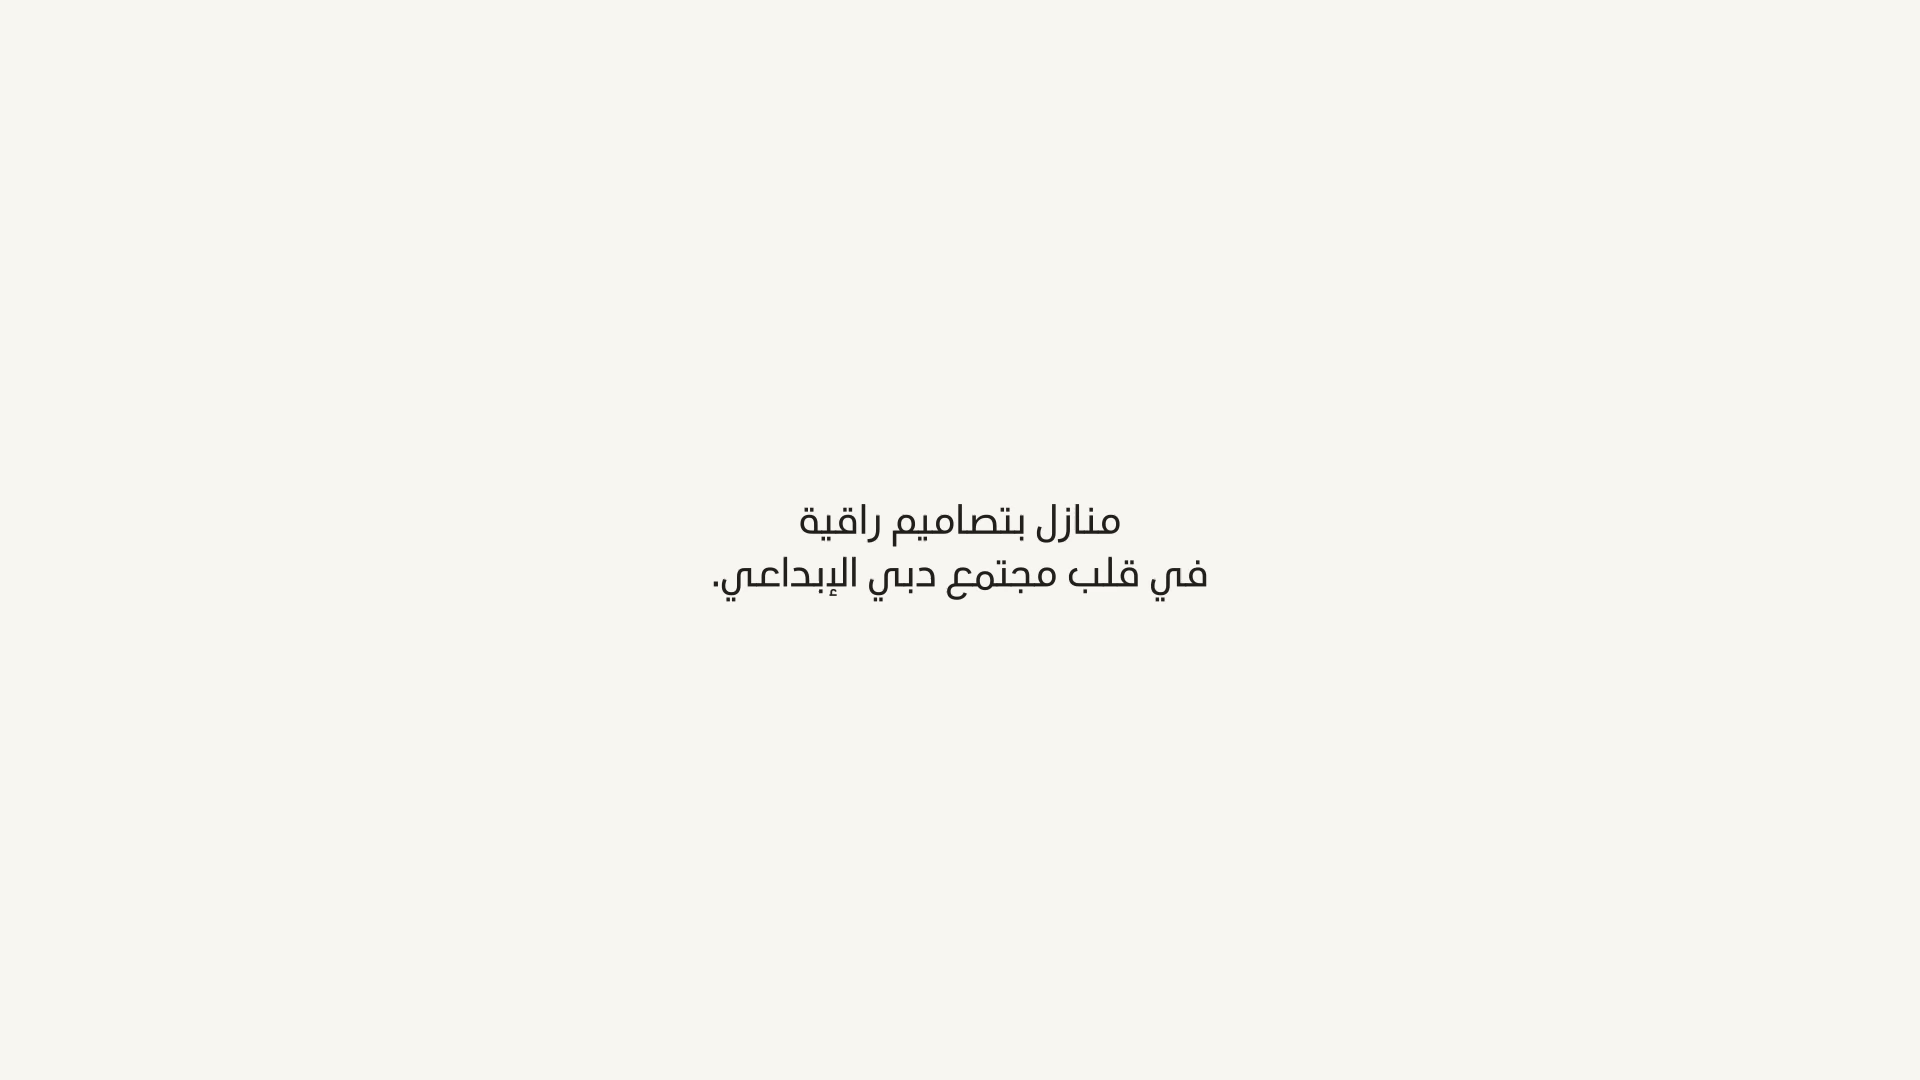 منازل بتصاميم راقية
في قلب مجتمع دبي الإبداعي.